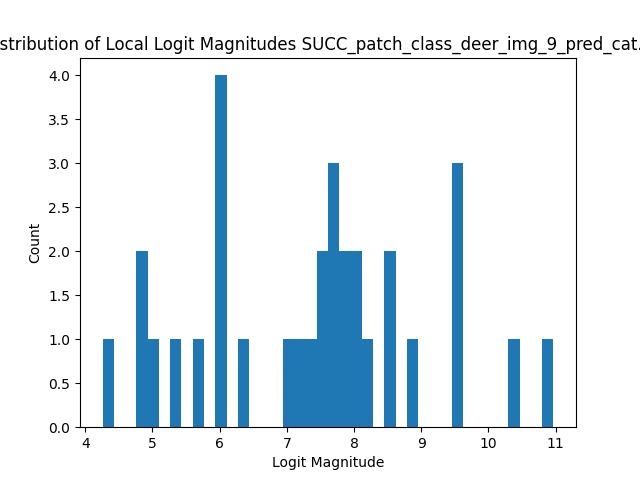 stribution of Local Logit Magnitudes SUCC_patch_class_deer_img_9_pred_cat.
4.0
3.5
3.0
2.5
2.0
1.5
1.0
0.5
0.0
Count
4 5 6 7 8 9 10 11
Logit Magnitude